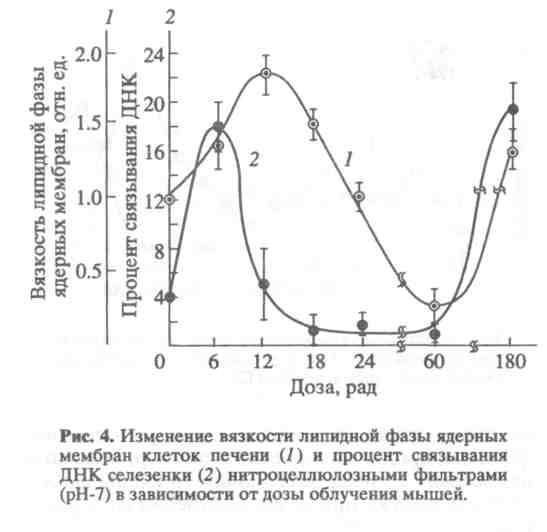 1 2
2.0
1.5
1.0
0.5
24
20
16
12
8
4
0 6 12 18 24 60 180
Вязкость липидной фазы
ядерных мембран, отн. ед.
Процент связывания ДНК
2
1
Доза, рад
Рис. 4. Изменение вязкости липидной фазы ядерных
мембран клеток печени (1) и процент связывания
ДНК селезенки (2) нитроцеллюлозными фильтрами
(pH-7) в зависимости от дозы облучения мышей.